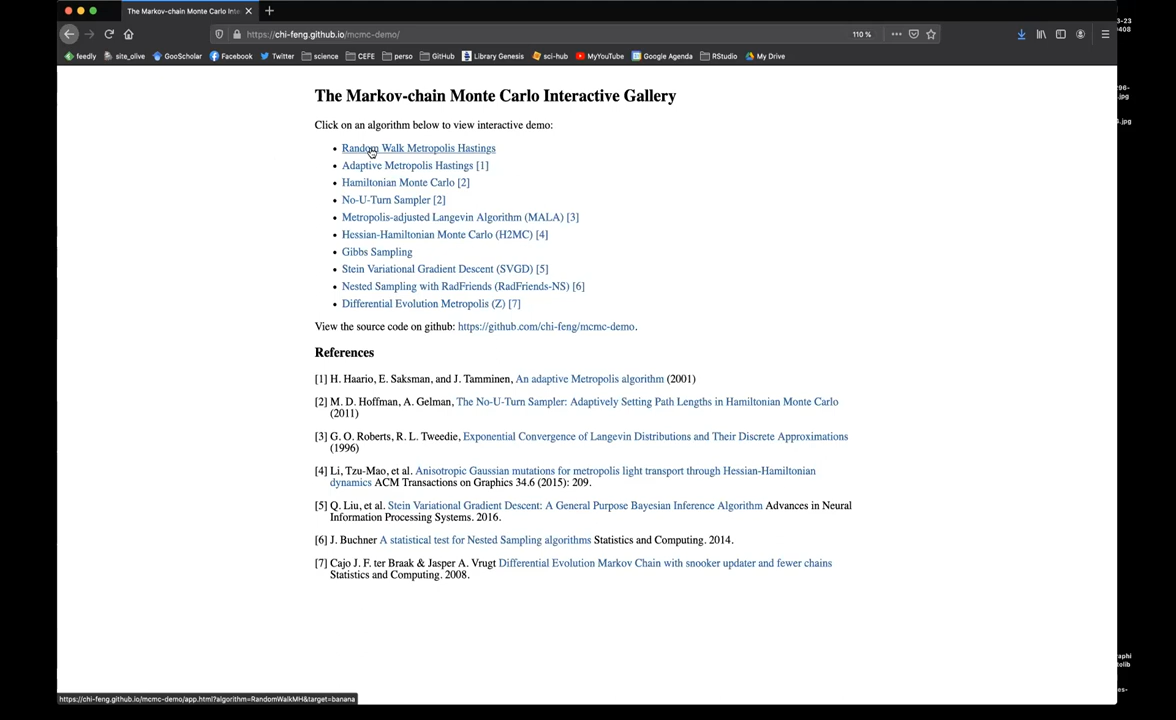 The Markov-chain Monte Carlo Inte
https://chi-feng.github.io/mcmc-demo/
110 %
feedly
site_olive
GooScholar
Facebook
Twitter
science
CEFE
perso
GitHub
Library Genesis
sci-hub
MyYouTube
Google Agenda
RStudio
My Drive
The Markov-chain Monte Carlo Interactive Gallery
Click on an algorithm below to view interactive demo:
• Random Walk Metropolis Hastings
• Adaptive Metropolis Hastings [1]
• Hamiltonian Monte Carlo [2]
• No-U-Turn Sampler [2]
• Metropolis-adjusted Langevin Algorithm (MALA) [3]
• Hessian-Hamiltonian Monte Carlo (H2MC) [4]
• Gibbs Sampling
• Stein Variational Gradient Descent (SVGD) [5]
• Nested Sampling with RadFriends (RadFriends-NS) [6]
• Differential Evolution Metropolis (Z) [7]
View the source code on github: https://github.com/chi-feng/mcmc-demo.
References
[1] H. Haario, E. Saksman, and J. Tamminen, An adaptive Metropolis algorithm (2001)
[2] M. D. Hoffman, A. Gelman, The No-U-Turn Sampler: Adaptively Setting Path Lengths in Hamiltonian Monte Carlo
(2011)
[3] G. O. Roberts, R. L. Tweedie, Exponential Convergence of Langevin Distributions and Their Discrete Approximations
(1996)
[4] Li, Tzu-Mao, et al. Anisotropic Gaussian mutations for metropolis light transport through Hessian-Hamiltonian
dynamics ACM Transactions on Graphics 34.6 (2015): 209.
[5] Q. Liu, et al. Stein Variational Gradient Descent: A General Purpose Bayesian Inference Algorithm Advances in Neural
Information Processing Systems. 2016.
[6] J. Buchner A statistical test for Nested Sampling algorithms Statistics and Computing. 2014.
[7] Cajo J. F. ter Braak & Jasper A. Vrugt Differential Evolution Markov Chain with snooker updater and fewer chains
Statistics and Computing. 2008.
https://chi-feng.github.io/mcmc-demo/app.html?algorithm=RandomWalkMH&target=banana